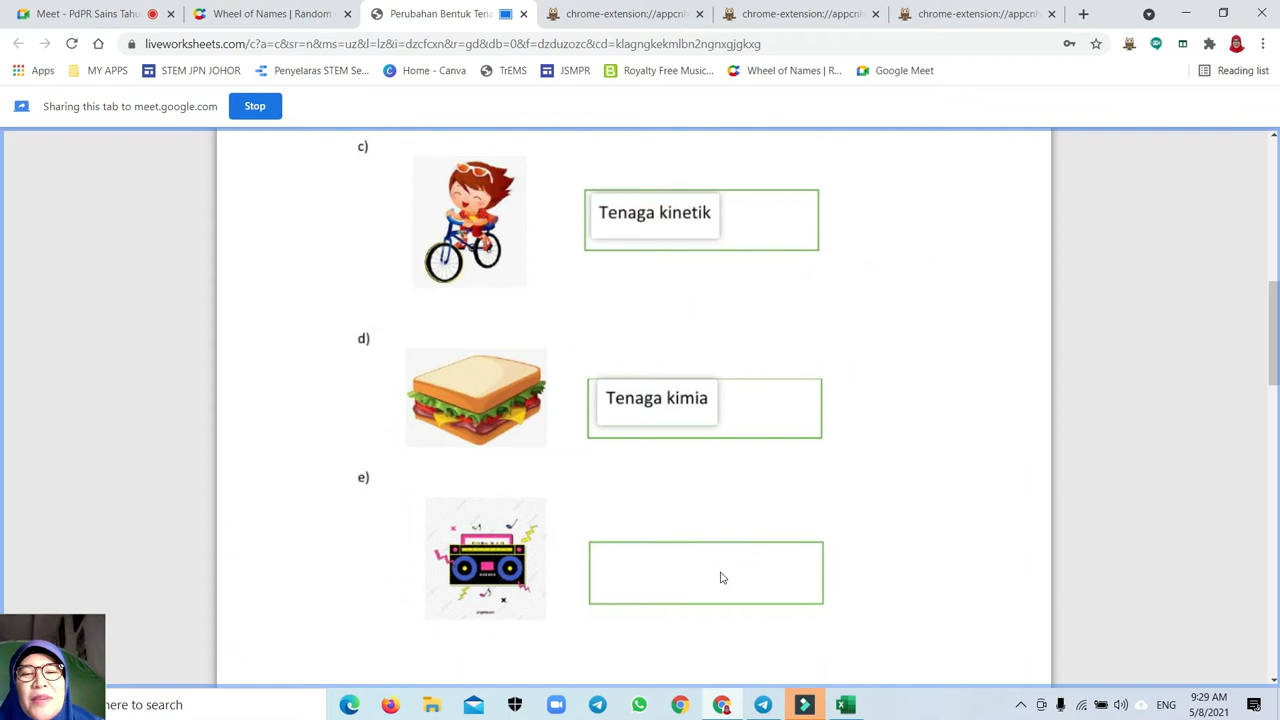 Meet - PdPR Sains Tahu
Wheel of Names | Random
Perubahan Bentuk Tena
chrome-extension://appcnh
chrome-extension://appcnh
chrome-extension://appcnh
liveworksheets.com/c?a=c&sr=n&ms=uz&l=lz&i=dzcfcxn&r=gd&db=0&f=dzduzozc&cd=klagngkekmlbn2ngnxgjgkxg
Apps
MY APPS
STEM JPN JOHOR
Penyelaras STEM Se...
Home - Canva
TrEMS
JSMPR
Royalty Free Music...
Wheel of Names | R...
Google Meet
Reading list
Sharing this tab to meet.google.com
Stop
c)
Tenaga kinetik
d)
Tenaga kimia
e)
here to search
ENG
9:29 AM
5/8/2021